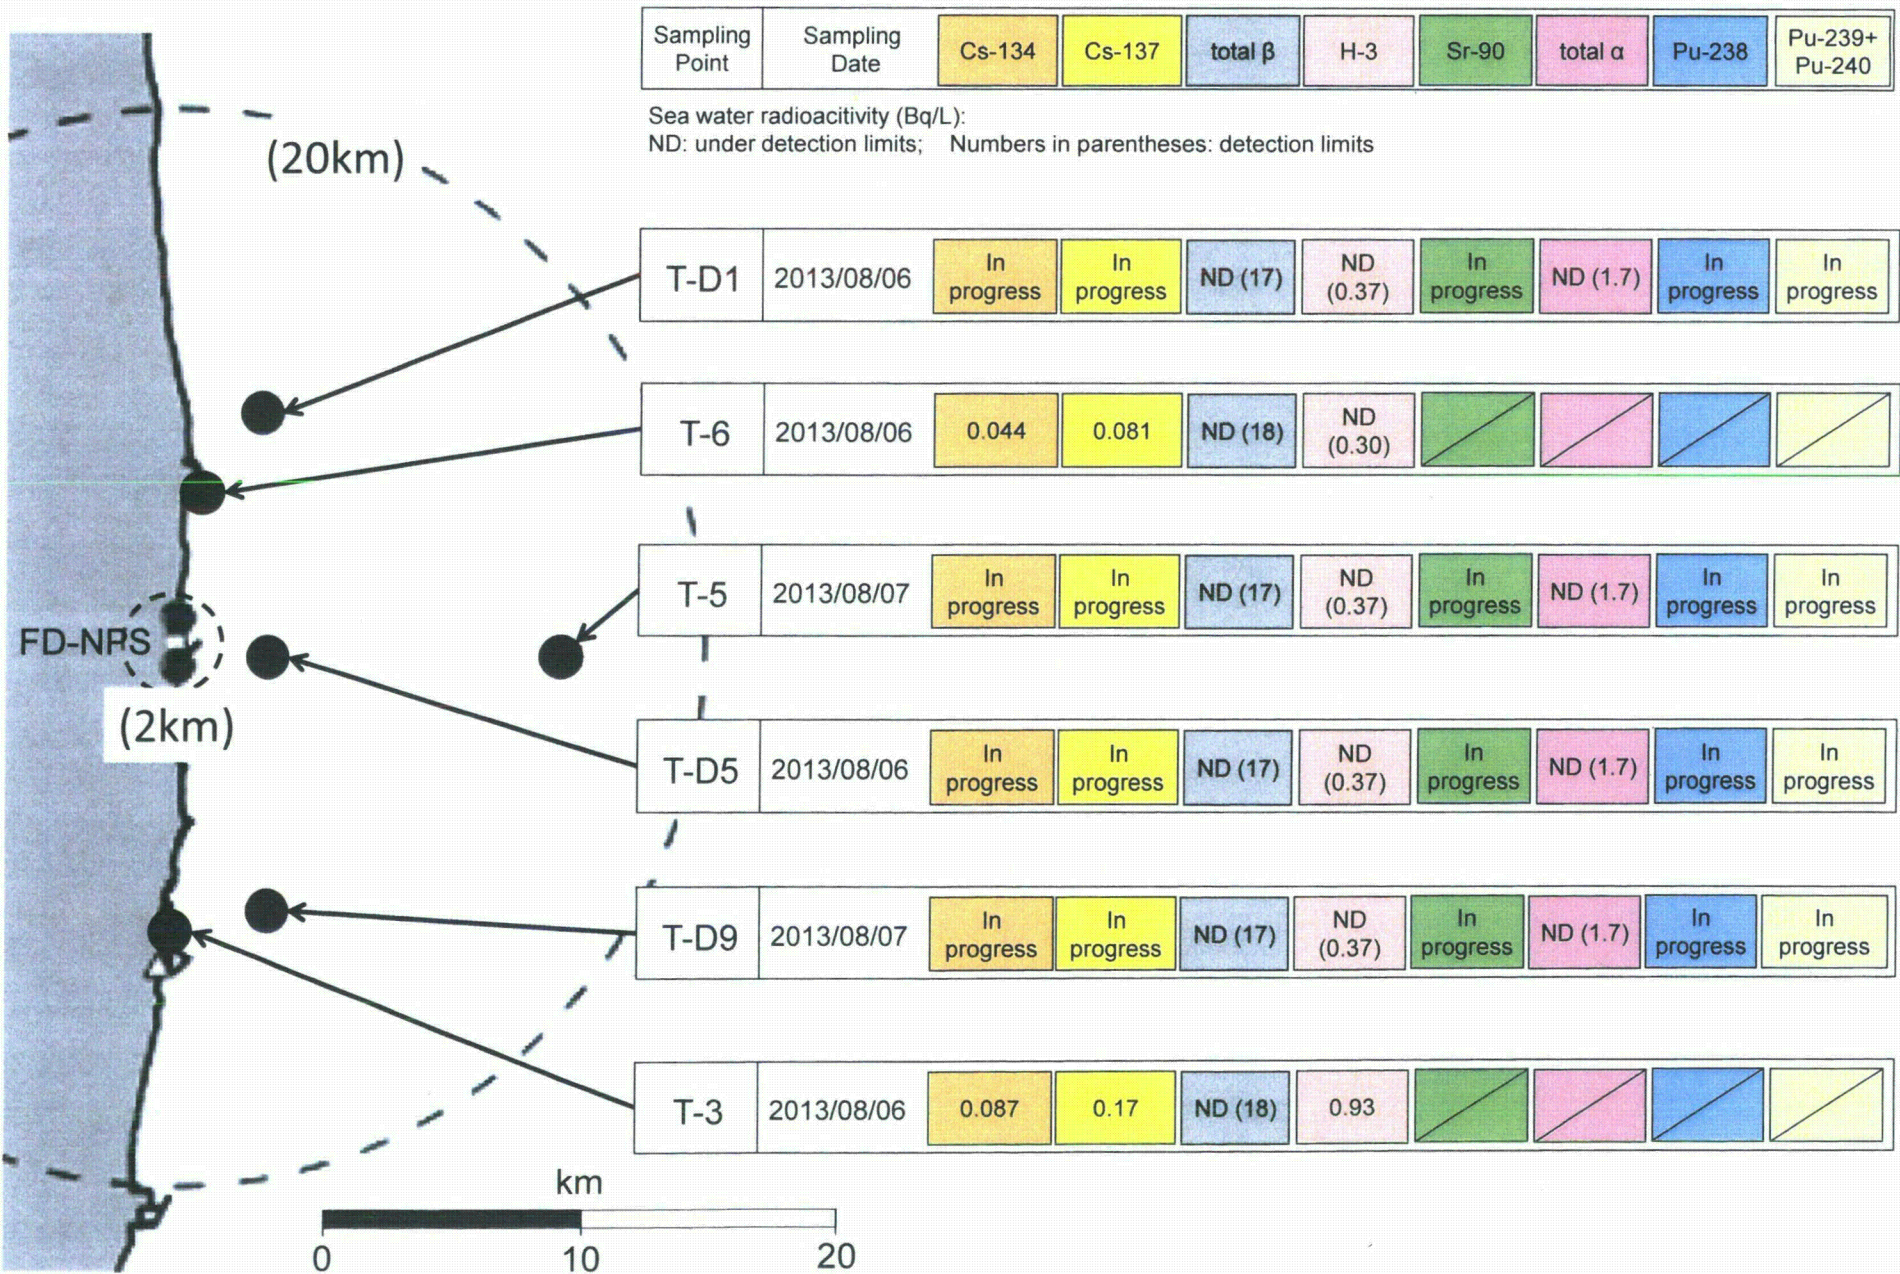 Sampling Point Sampling Date Cs-134 Cs-137 total β H-3 Sr-90 total α Pu-238 Pu-239+ Pu-240
Sea water radioacitivity (Bq/L):
ND: under detection limits; Numbers in parentheses: detection limits
(20km)
T-D1 2013/08/06 In progress In progress ND (17) ND (0.37) In progress ND (1.7) In progress In progress
T-6 2013/08/06 0.044 0.081 ND (18) ND (0.30)
T-5 2013/08/07 In progress In progress ND (17) ND (0.37) In progress ND (1.7) In progress In progress
FD-NPS
(2km)
T-D5 2013/08/06 In progress In progress ND (17) ND (0.37) In progress ND (1.7) In progress In progress
T-D9 2013/08/07 In progress In progress ND (17) ND (0.37) In progress ND (1.7) In progress In progress
T-3 2013/08/06 0.087 0.17 ND (18) 0.93
km
0 10 20